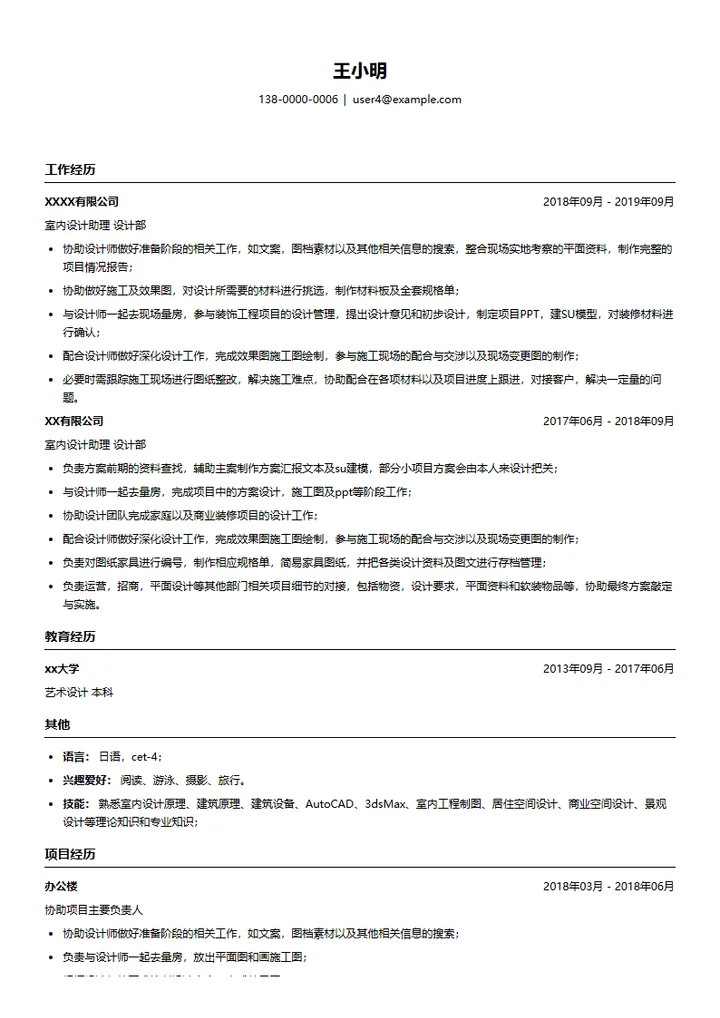 王小明
138-0000-0006 | user4@example.com
工作经历
XXXX有限公司 2018年09月 - 2019年09月
室内设计助理 设计部
• 协助设计师做好准备阶段的相关工作，如文案，图档素材以及其他相关信息的搜索，整合现场实地考察的平面资料，制作完整的
项目情况报告；
• 协助做好施工及效果图，对设计所需要的材料进行挑选，制作材料板及全套规格单；
• 与设计师一起去现场量房，参与装饰工程项目的设计管理，提出设计意见和初步设计，制定项目PPT，建SU模型，对装修材料进
行确认；
• 配合设计师做好深化设计工作，完成效果图施工图绘制，参与施工现场的配合与交涉以及现场变更图的制作；
• 必要时需跟踪施工现场进行图纸整改，解决施工难点，协助配合在各项材料以及项目进度上跟进，对接客户，解决一定量的问
题。
XX有限公司 2017年06月 - 2018年09月
室内设计助理 设计部
• 负责方案前期的资料查找，辅助主案制作方案汇报文本及su建模，部分小项目方案会由本人来设计把关；
• 与设计师一起去量房，完成项目中的方案设计，施工图及ppt等阶段工作；
• 协助设计团队完成家庭以及商业装修项目的设计工作；
• 配合设计师做好深化设计工作，完成效果图施工图绘制，参与施工现场的配合与交涉以及现场变更图的制作；
• 负责对图纸家具进行编号，制作相应规格单，简易家具图纸，并把各类设计资料及图文进行存档管理；
• 负责运营，招商，平面设计等其他部门相关项目细节的对接，包括物资，设计要求，平面资料和软装物品等，协助最终方案敲定
与实施。
教育经历
xx大学 2013年09月 - 2017年06月
艺术设计 本科
其他
• 语言： 日语，cet-4；
• 兴趣爱好： 阅读、游泳、摄影、旅行。
• 技能： 熟悉室内设计原理、建筑原理、建筑设备、AutoCAD、3dsMax、室内工程制图、居住空间设计、商业空间设计、景观
设计等理论知识和专业知识；
项目经历
办公楼 2018年03月 - 2018年06月
协助项目主要负责人
• 协助设计师做好准备阶段的相关工作，如文案，图档素材以及其他相关信息的搜索；
• 负责与设计师一起去量房，放出平面图和画施工图；